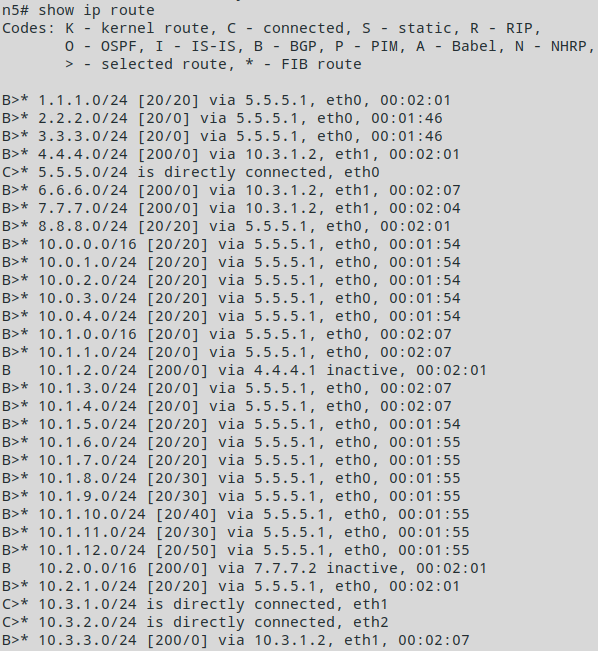 n5# show ip route
Codes: K - kernel route, C - connected, S - static, R - RIP,
       O - OSPF, I - IS-IS, B - BGP, P - PIM, A - Babel, N - NHRP,
       > - selected route, * - FIB route

B>* 1.1.1.0/24 [20/20] via 5.5.5.1, eth0, 00:02:01
B>* 2.2.2.0/24 [20/0] via 5.5.5.1, eth0, 00:01:46
B>* 3.3.3.0/24 [20/0] via 5.5.5.1, eth0, 00:01:46
B>* 4.4.4.0/24 [200/0] via 10.3.1.2, eth1, 00:02:01
C>* 5.5.5.0/24 is directly connected, eth0
B>* 6.6.6.0/24 [200/0] via 10.3.1.2, eth1, 00:02:07
B>* 7.7.7.0/24 [200/0] via 10.3.1.2, eth1, 00:02:04
B>* 8.8.8.0/24 [20/20] via 5.5.5.1, eth0, 00:02:01
B>* 10.0.0.0/16 [20/20] via 5.5.5.1, eth0, 00:01:54
B>* 10.0.1.0/24 [20/20] via 5.5.5.1, eth0, 00:01:54
B>* 10.0.2.0/24 [20/20] via 5.5.5.1, eth0, 00:01:54
B>* 10.0.3.0/24 [20/20] via 5.5.5.1, eth0, 00:01:54
B>* 10.0.4.0/24 [20/20] via 5.5.5.1, eth0, 00:01:54
B>* 10.1.0.0/16 [20/0] via 5.5.5.1, eth0, 00:02:07
B>* 10.1.1.0/24 [20/0] via 5.5.5.1, eth0, 00:02:07
B   10.1.2.0/24 [200/0] via 4.4.4.1 inactive, 00:02:01
B>* 10.1.3.0/24 [20/0] via 5.5.5.1, eth0, 00:02:07
B>* 10.1.4.0/24 [20/0] via 5.5.5.1, eth0, 00:02:07
B>* 10.1.5.0/24 [20/20] via 5.5.5.1, eth0, 00:01:54
B>* 10.1.6.0/24 [20/20] via 5.5.5.1, eth0, 00:01:55
B>* 10.1.7.0/24 [20/20] via 5.5.5.1, eth0, 00:01:55
B>* 10.1.8.0/24 [20/30] via 5.5.5.1, eth0, 00:01:55
B>* 10.1.9.0/24 [20/30] via 5.5.5.1, eth0, 00:01:55
B>* 10.1.10.0/24 [20/40] via 5.5.5.1, eth0, 00:01:55
B>* 10.1.11.0/24 [20/30] via 5.5.5.1, eth0, 00:01:55
B>* 10.1.12.0/24 [20/50] via 5.5.5.1, eth0, 00:01:55
B   10.2.0.0/16 [200/0] via 7.7.7.2 inactive, 00:02:01
B>* 10.2.1.0/24 [20/20] via 5.5.5.1, eth0, 00:02:01
C>* 10.3.1.0/24 is directly connected, eth1
C>* 10.3.2.0/24 is directly connected, eth2
B>* 10.3.3.0/24 [200/0] via 10.3.1.2, eth1, 00:02:07